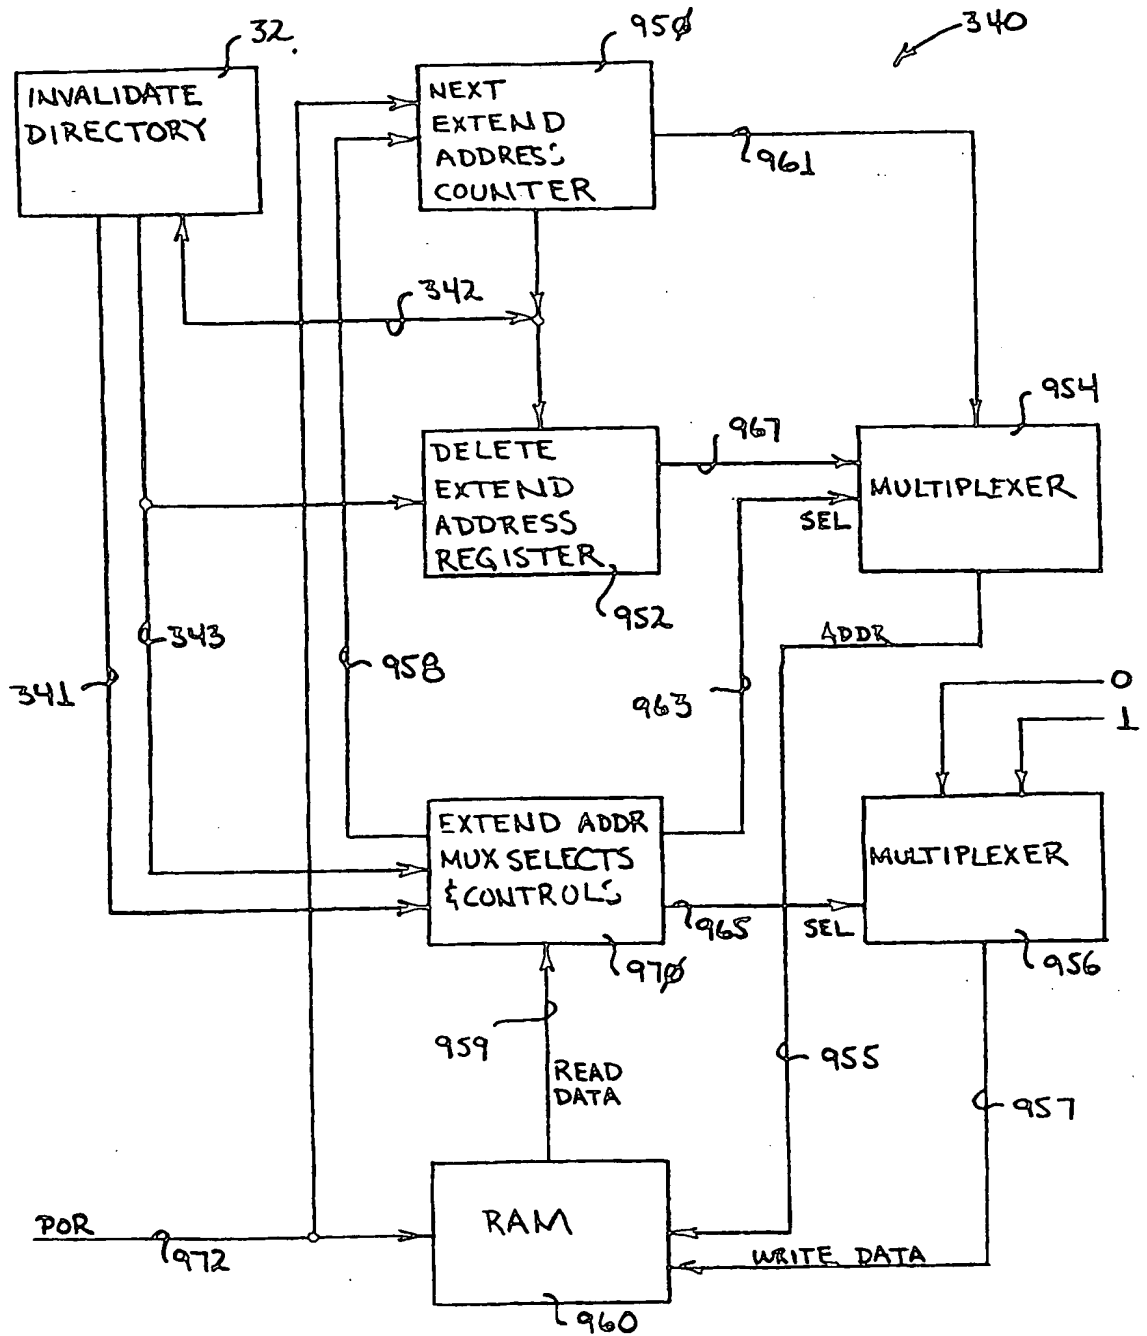 32
95Ø
340
INVALIDATE
DIRECTORY
NEXT
EXTEND
ADDRESS
COUNTER
961
342
954
967
DELETE
EXTEND
ADDRESS
REGISTER
MULTIPLEXER
SEL
952
343
ADDR
958
341
963
0
1
EXTEND ADDR
MUX SELECTS
& CONTROLS
MULTIPLEXER
965
SEL
97Ø
956
959
955
READ
DATA
957
RAM
POR
972
WRITE DATA
960